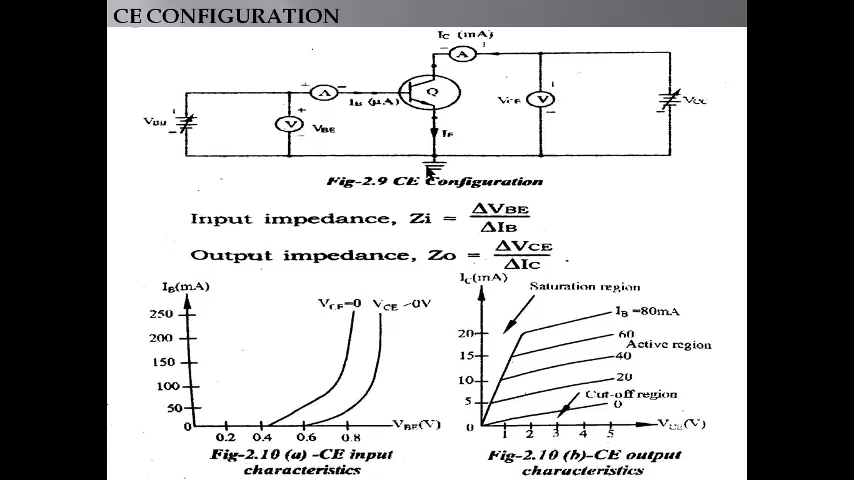 CE CONFIGURATION
IC (mA)
A
A
IB (μA)
Q
VBB
V
VBE
IE
VCE
V
VCC
Fig-2.9 CE Configuration
Input impedance, Zi = ΔVBE / ΔIB
Output impedance, Zo = ΔVCE / ΔIC
IB(mA)
VCE=0 VCE -0V
250
200
150
100
50
0
0.2 0.4 0.6 0.8
VBE(V)
Fig-2.10 (a) -CE input
characteristics
IC(mA)
Saturation region
IB =80mA
20
60
Active region
15
40
10
20
5
Cut-off region
0
0
1 2 3 4 5
VCE(V)
Fig-2.10 (b)-CE output
characteristics